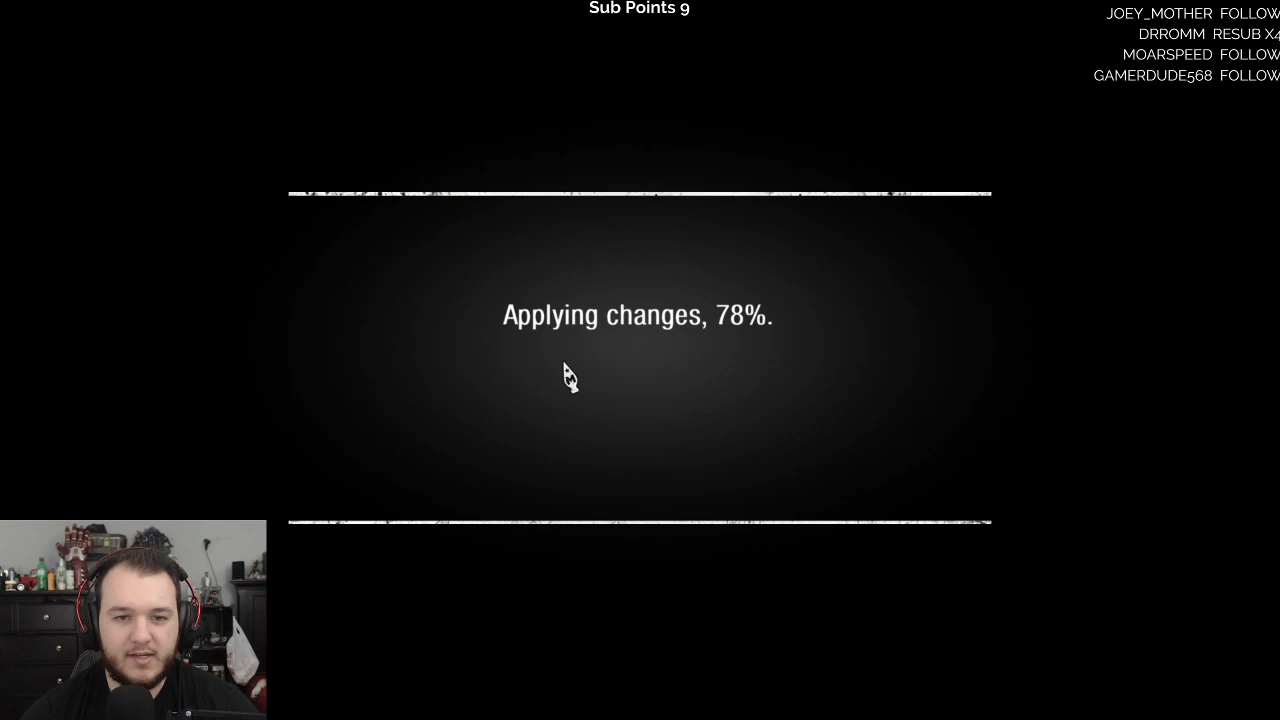 Sub Points 9
JOEY_MOTHER FOLLOW
DRROMM RESUB X4
MOARSPEED FOLLOW
GAMERDUDE568 FOLLOW
Applying changes, 78%.